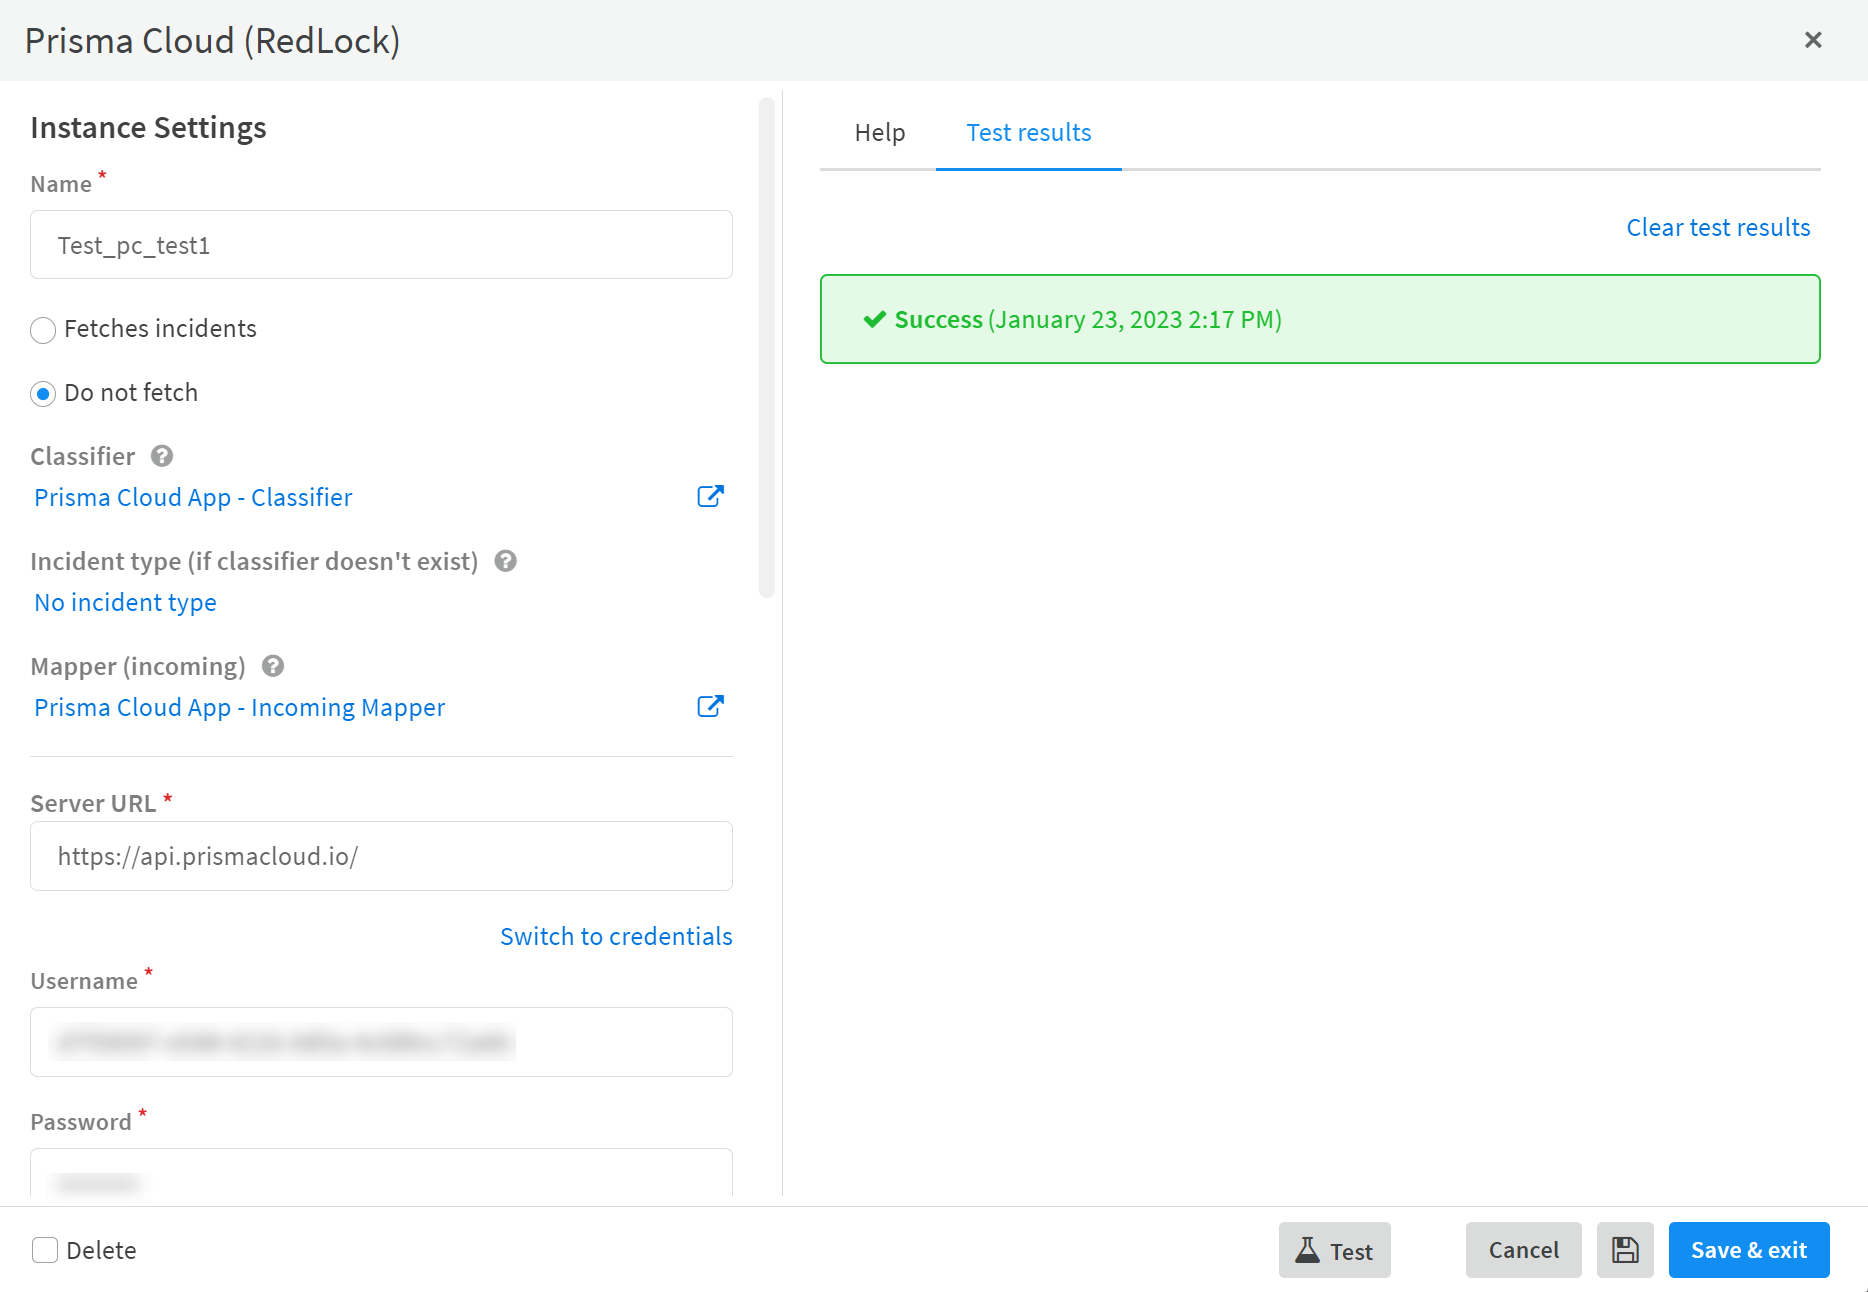 Prisma Cloud (RedLock)
Instance Settings
Name *
Test_pc_test1
Fetches incidents
Do not fetch
Classifier
Prisma Cloud App - Classifier
Incident type (if classifier doesn't exist)
No incident type
Mapper (incoming)
Prisma Cloud App - Incoming Mapper
Server URL *
https://api.prismacloud.io/
Switch to credentials
Username *
Password *
Help
Test results
Clear test results
Success (January 23, 2023 2:17 PM)
Delete
Test
Cancel
Save & exit